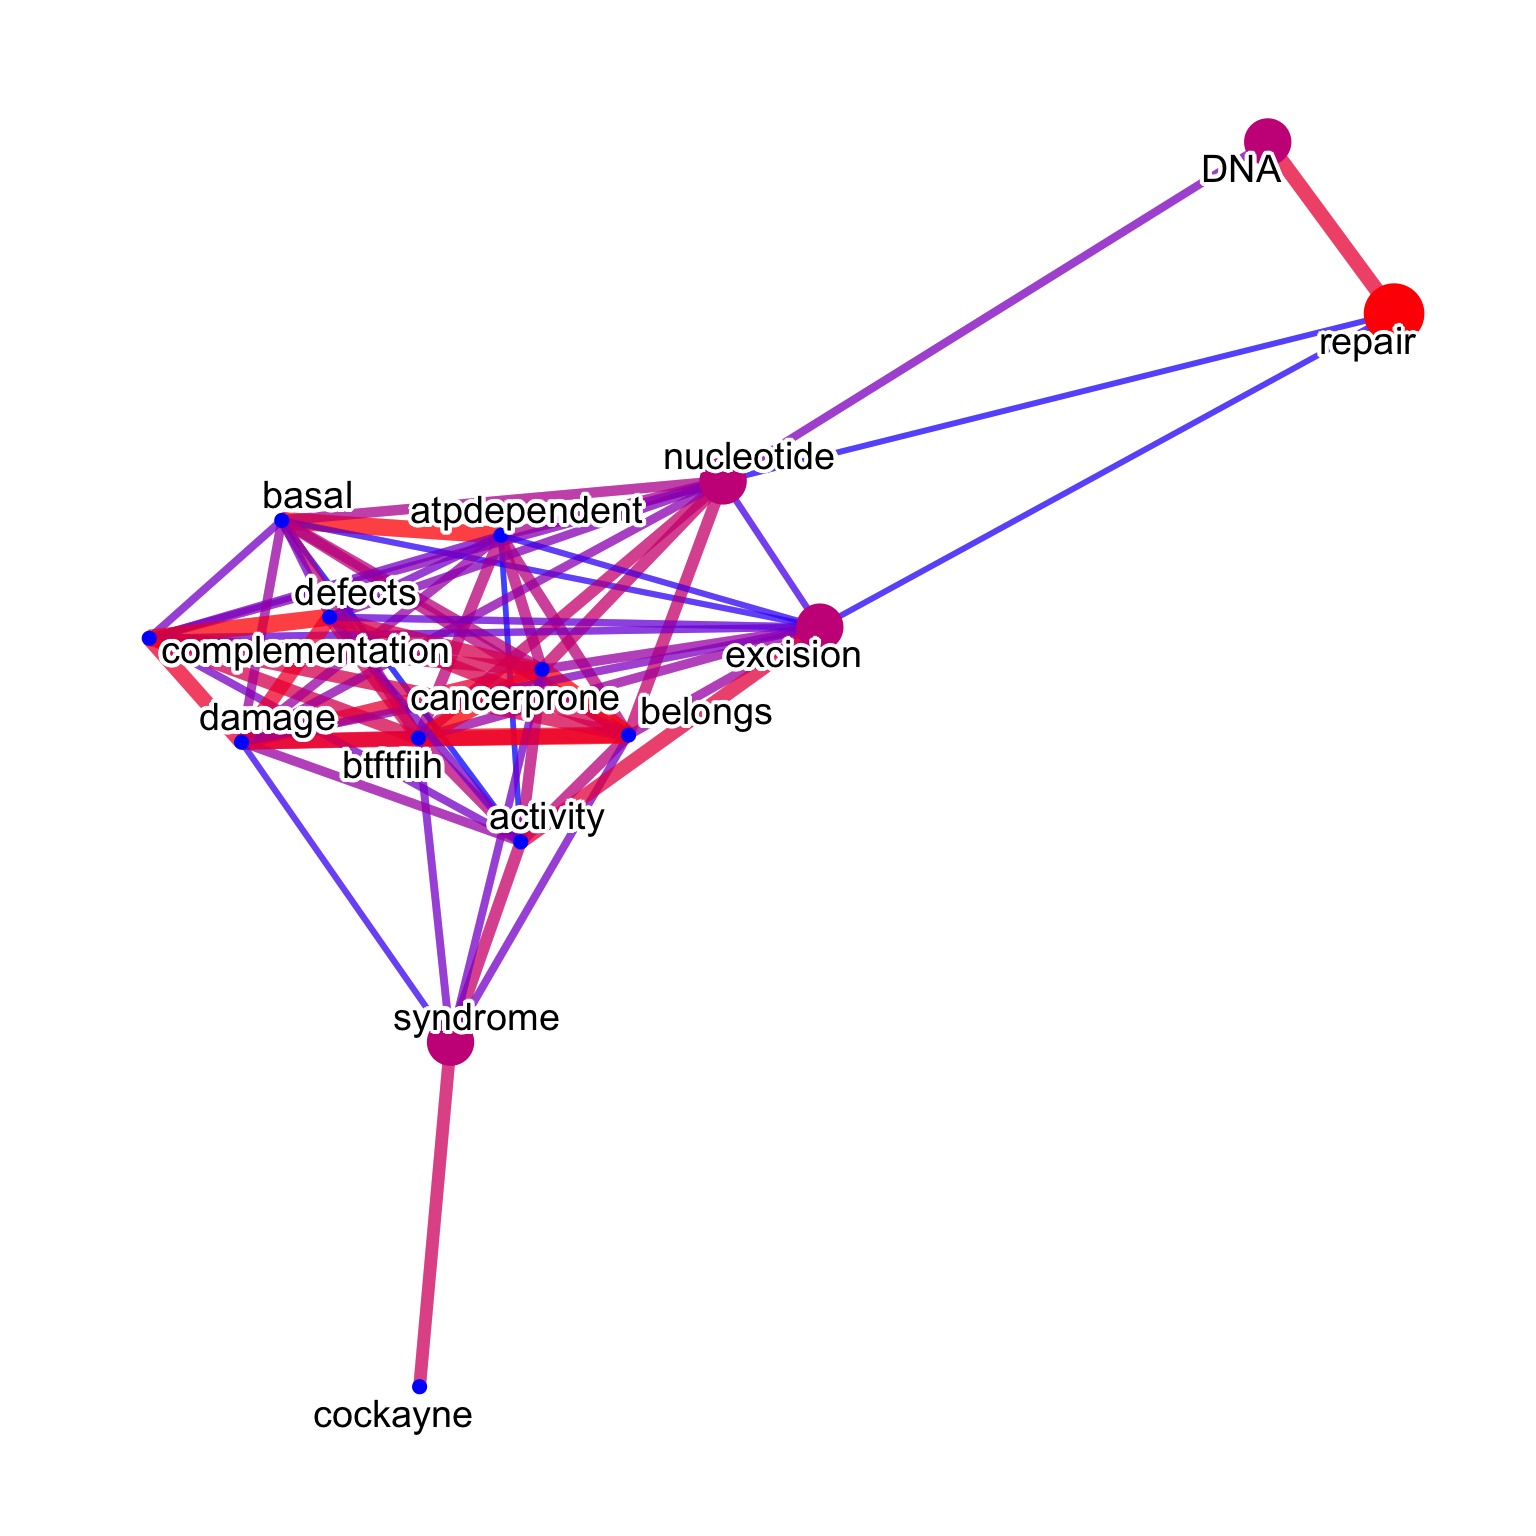 DNA
repair
nucleotide
basal
atpdependent
defects
complementation
excision
cancerprone
damage
belongs
btftfiih
activity
syndrome
cockayne